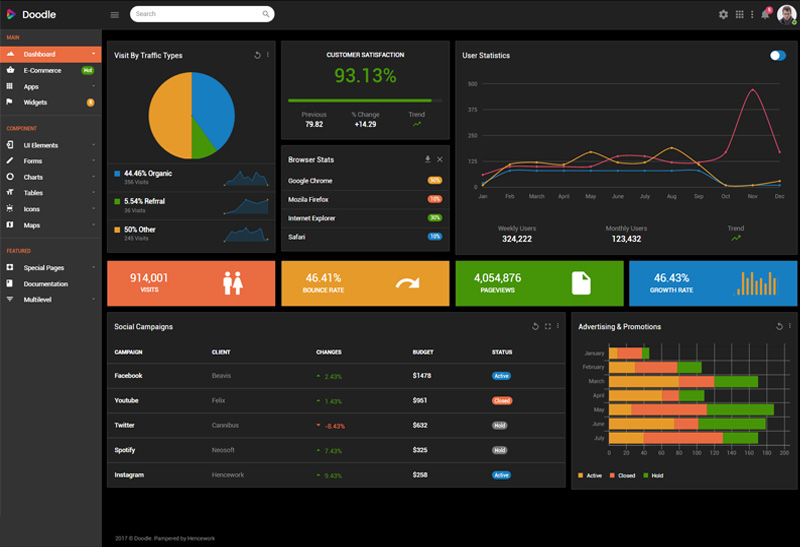 Doodle
Search
MAIN
Dashboard
E-Commerce Hot
Apps
Widgets 8
COMPONENT
UI Elements
Forms
Charts
Tables
Icons
Maps
FEATURED
Special Pages
Documentation
Multilevel
Visit By Traffic Types
44.46% Organic
556 Visits
5.54% Refrral
36 Visits
50% Other
245 Visits
CUSTOMER SATISFACTION
93.13%
Previous % Change Trend
79.82 +14.29
Browser Stats
Google Chrome 50%
Mozila Firefox 10%
Internet Explorer 30%
Safari 10%
User Statistics
500
375
250
125
0
Jan Feb March April May Jun July Aug Sep Oct Nov Dec
Weekly Users Monthly Users Trend
324,222 123,432
914,001
VISITS
46.41%
BOUNCE RATE
4,054,876
PAGEVIEWS
46.43%
GROWTH RATE
Social Campaigns
CAMPAIGN CLIENT CHANGES BUDGET STATUS
Facebook Beavis 2.43% $1478 Active
Youtube Felix 1.43% $951 Closed
Twitter Cannibus -8.43% $632 Hold
Spotify Neosoft 7.43% $325 Hold
Instagram Hencework 9.43% $258 Active
Advertising & Promotions
January
February
March
April
May
June
July
0 20 40 60 80 100 120 140 160 180 200
Active Closed Hold
2017 © Doodle. Pampered by Hencework